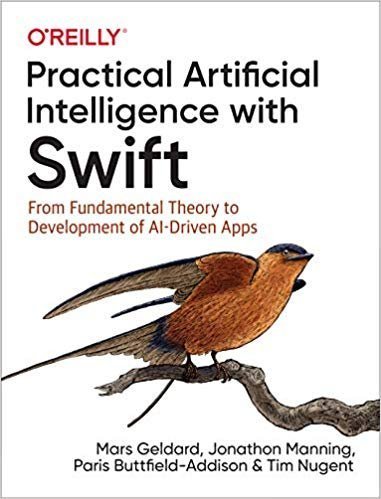 O'REILLY®
Practical Artificial
Intelligence with
Swift
From Fundamental Theory to
Development of AI-Driven Apps
Mars Geldard, Jonathon Manning,
Paris Buttfield-Addison & Tim Nugent